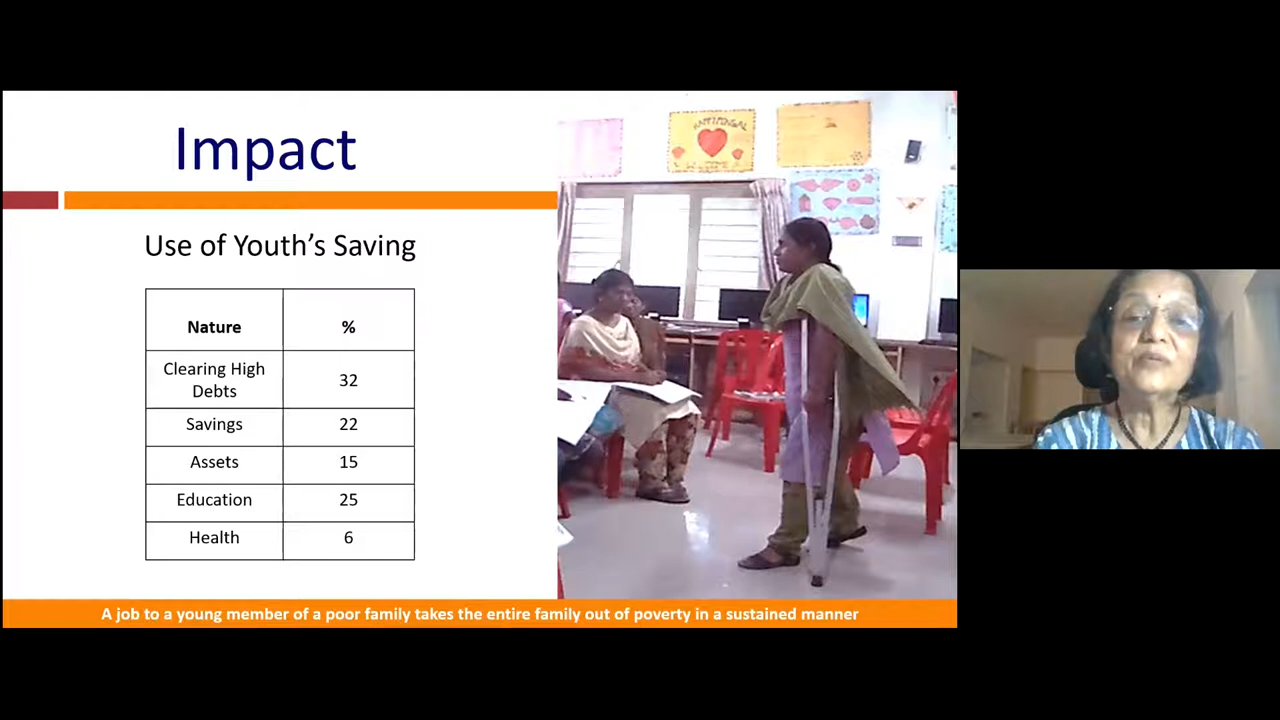 Impact
Use of Youth's Saving
Nature %
Clearing High
Debts 32
Savings 22
Assets 15
Education 25
Health 6
A job to a young member of a poor family takes the entire family out of poverty in a sustained manner